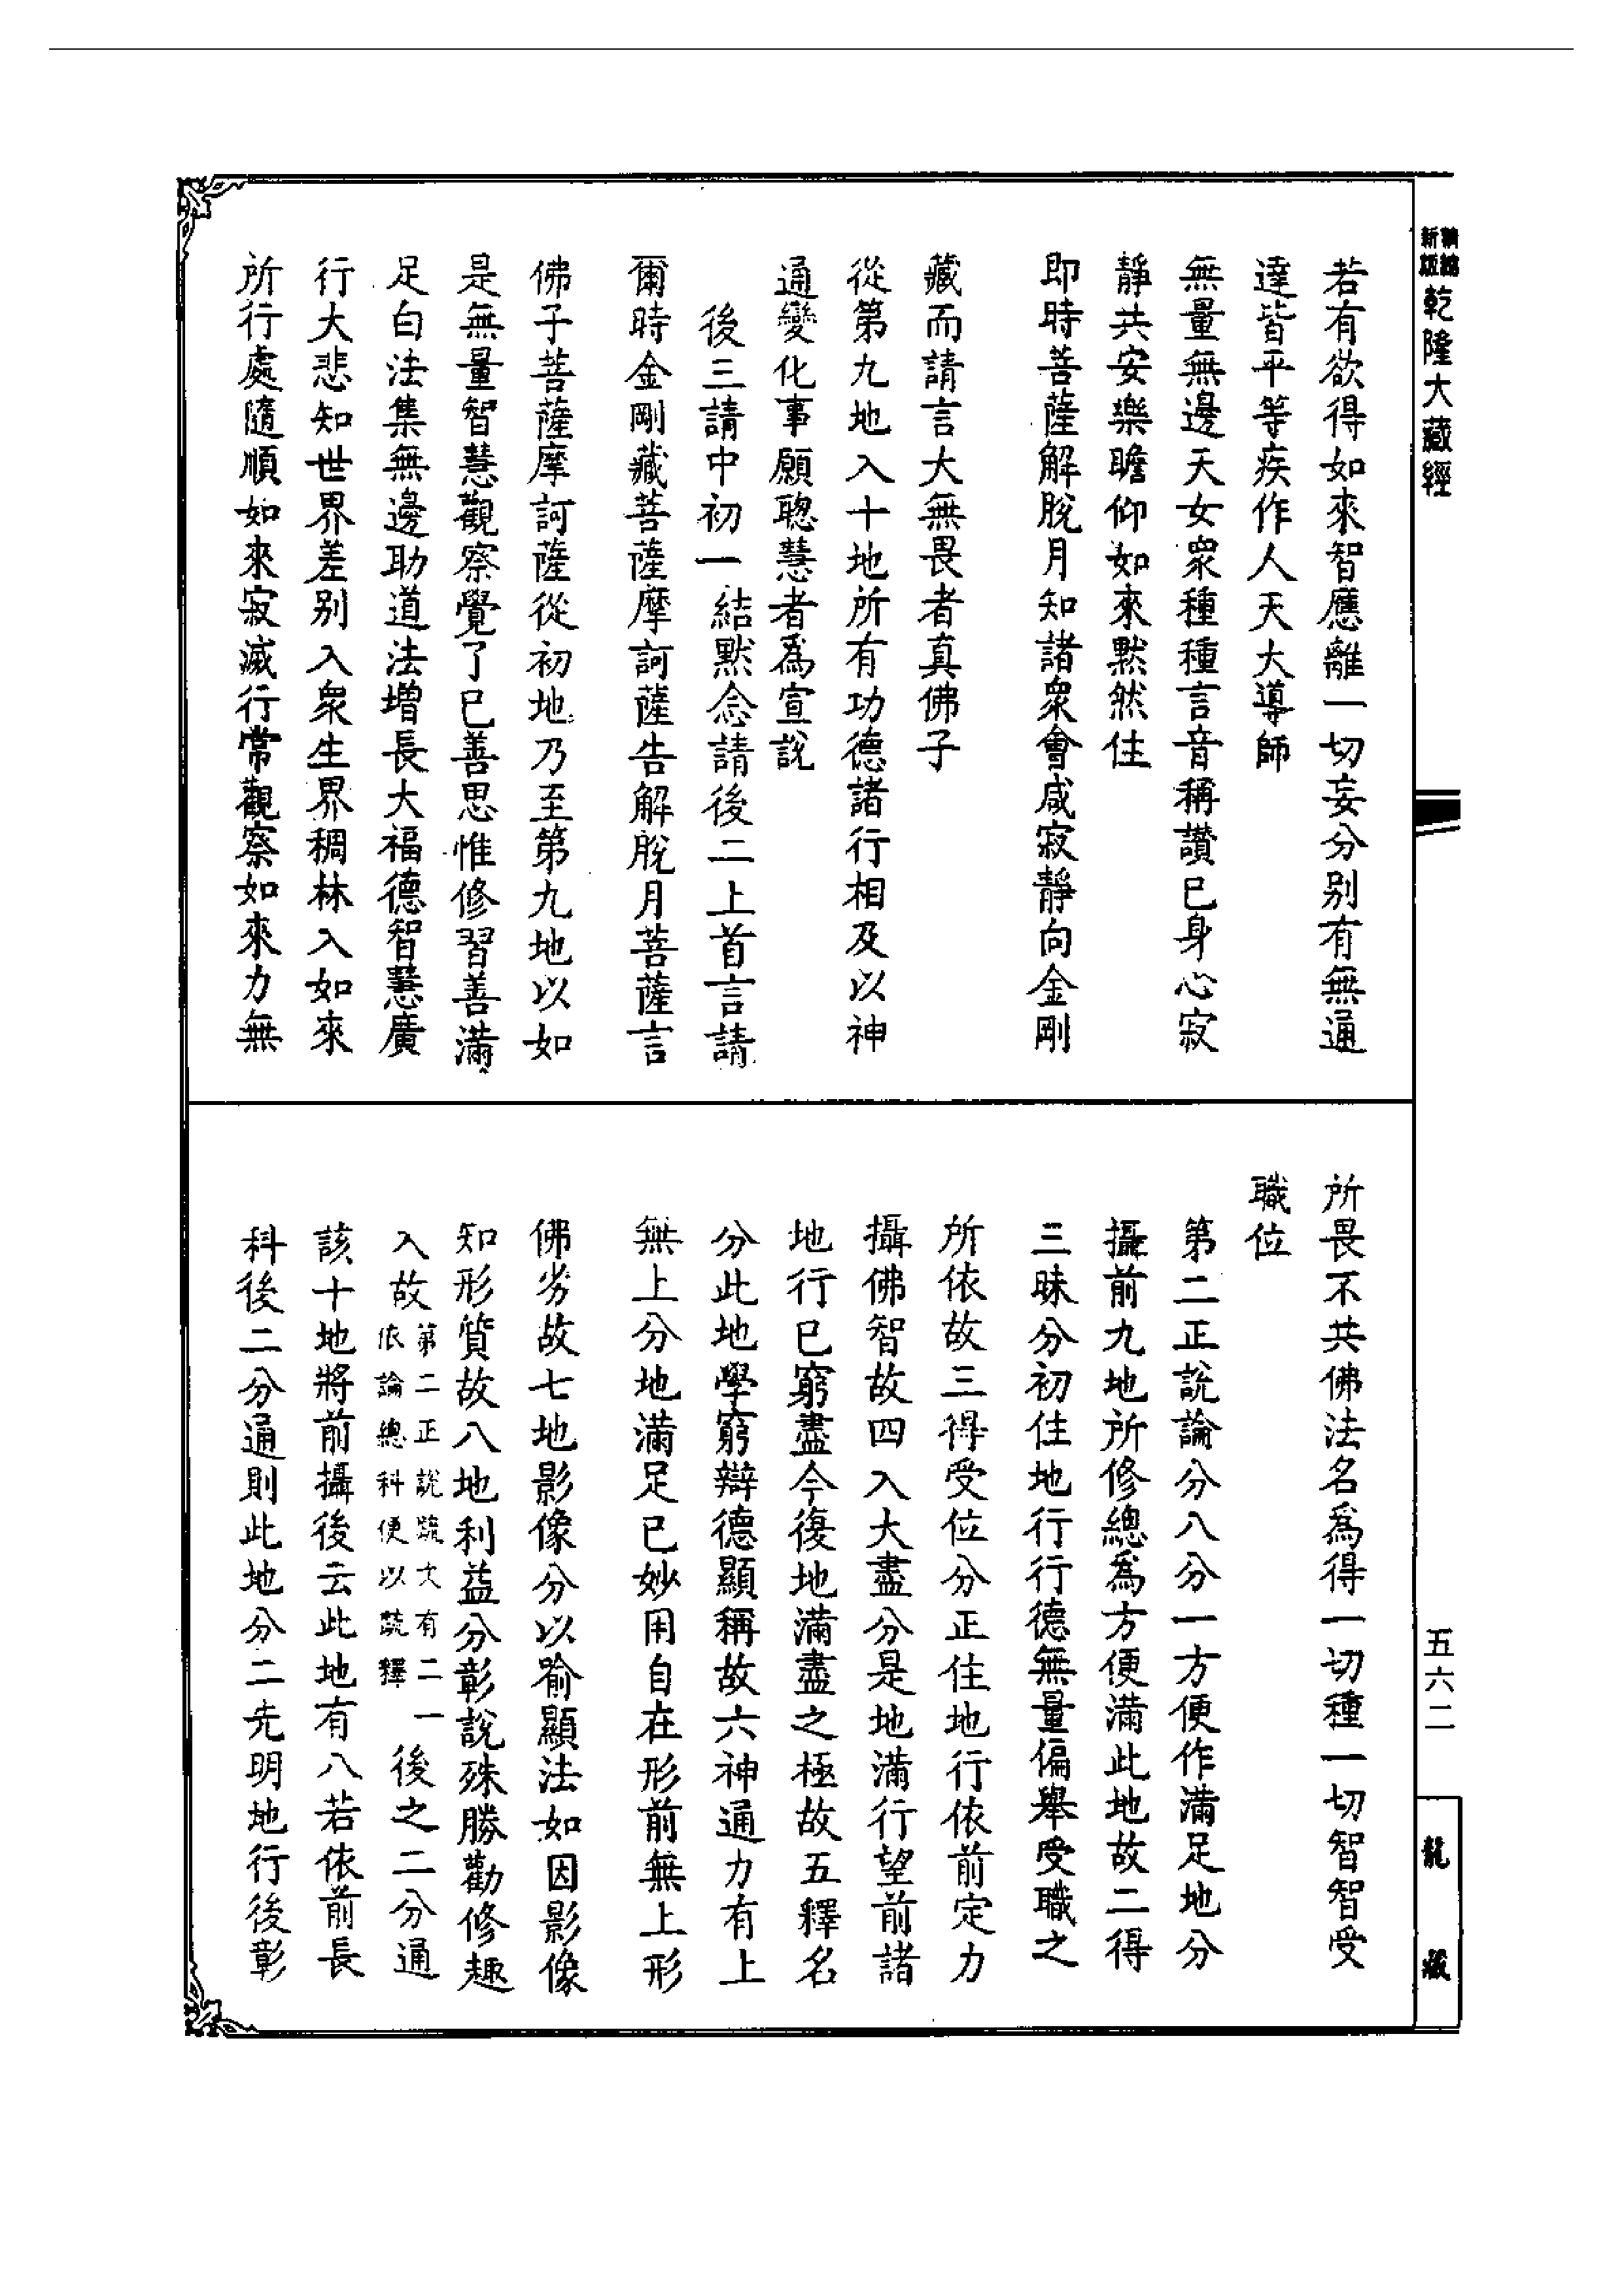 新編
新版
乾隆大藏經
若有欲得如來智應離一切妄分別有無通
達皆平等疾作人天大導師
無量無邊天女眾種種言音稱讚已身心寂
靜共安樂瞻仰如來默然住
即時菩薩解脫月知諸眾會咸寂靜向金剛
藏而請言大無畏者真佛子
從第九地入十地所有功德諸行相及以神
通變化事願聰慧者為宣說
後三請中初一結默念請後二上首言請
爾時金剛藏菩薩摩訶薩告解脫月菩薩言
佛子菩薩摩訶薩從初地乃至第九地以如
是無量智慧觀察覺了已善思惟修習善滿
足白法集無邊助道法增長大福德智慧廣
行大悲知世界差別入眾生界稠林入如來
所行處隨順如來寂滅行常觀察如來力無
所畏不共佛法名為得一切種一切智智受
職位
第二正說論分八分一方便作滿足地分
攝前九地所修總為方便滿此地故二得
三昧分初住地行行德無量偏舉受職之
所依故三得受位分正住地行依前定力
攝佛智故四入大盡分是地滿行望前諸
地行已窮盡今復地滿盡之極故五釋名
分此地學窮辯德顯稱故六神通力有上
無上分地滿足已妙用自在形前無上形
佛劣故七地影像分以喻顯法如因影像
知形質故八地利益分彰說殊勝勸修趣
入故第二正說疏文有二一依論總科便以疏釋後之二分通
該十地將前攝後云此地有八若依前長
科後二分通則此地分二先明地行後彰
五六二
龍藏